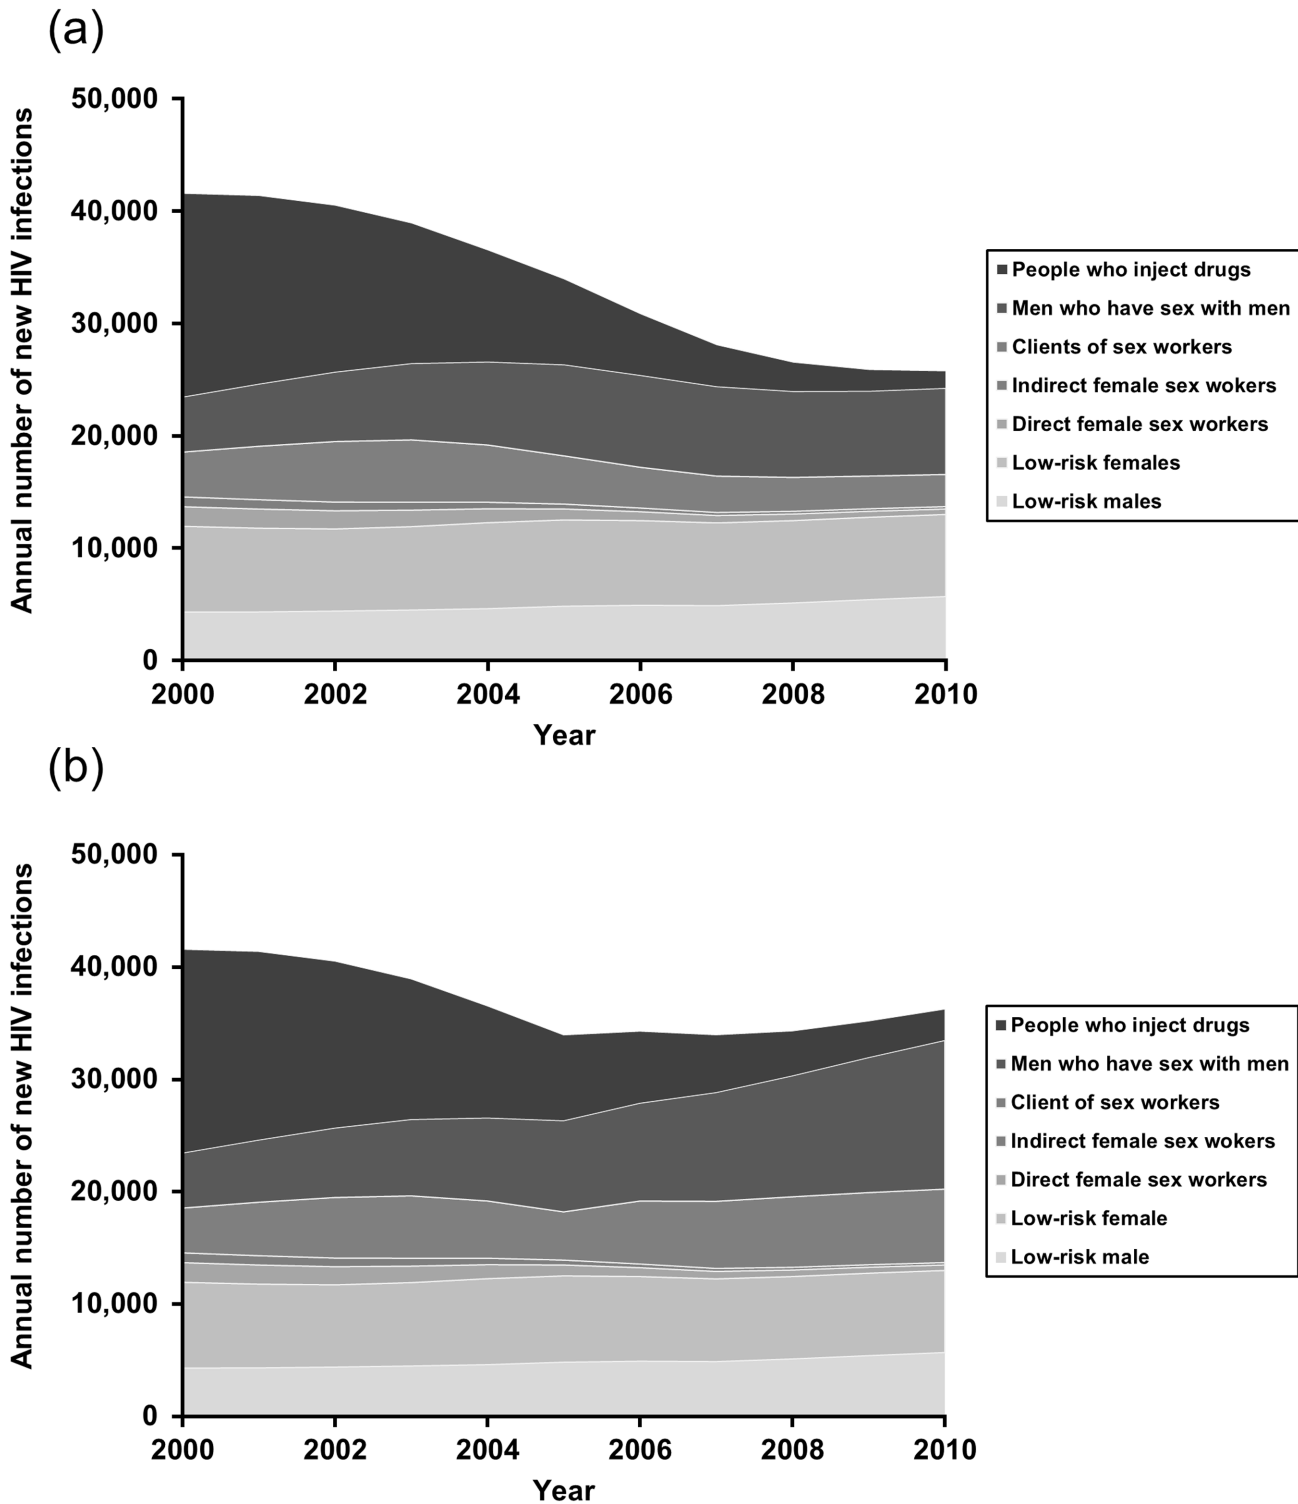 (a)
Annual number of new HIV infections
50,000
40,000
30,000
20,000
10,000
0
2000 2002 2004 2006 2008 2010
Year
People who inject drugs
Men who have sex with men
Clients of sex workers
Indirect female sex wokers
Direct female sex workers
Low-risk females
Low-risk males
(b)
Annual number of new HIV infections
50,000
40,000
30,000
20,000
10,000
0
2000 2002 2004 2006 2008 2010
Year
People who inject drugs
Men who have sex with men
Client of sex workers
Indirect female sex wokers
Direct female sex workers
Low-risk female
Low-risk male